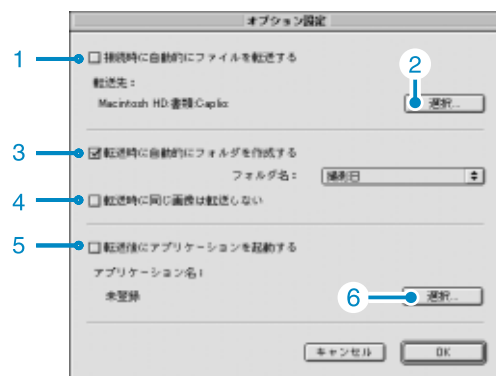 オプション設定
1 接続時に自動的にファイルを転送する
2
転送先：
Macintosh HD:書類:Caplio: 選択...
3 転送時に自動的にフォルダを作成する
フォルダ名： 撮影日
4 転送時に同じ画像は転送しない
5 転送後にアプリケーションを起動する
アプリケーション名：
未登録 6 選択...
キャンセル OK